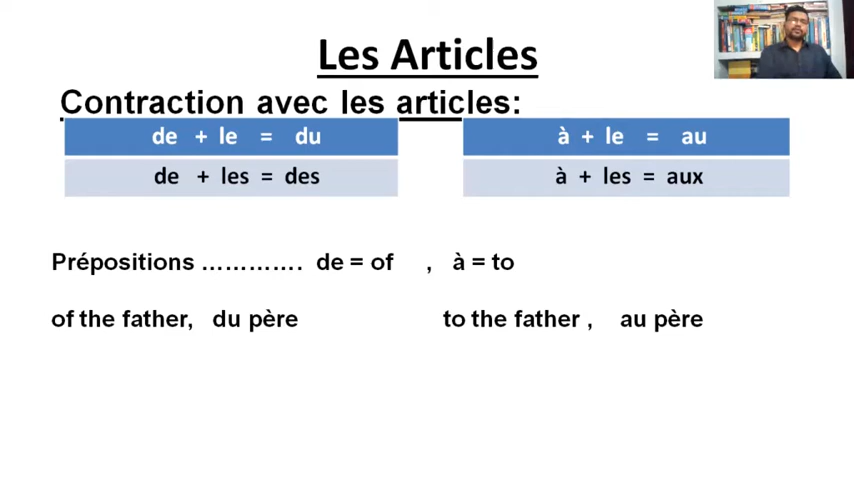 Les Articles
Contraction avec les articles:
de + le = du
de + les = des
à + le = au
à + les = aux
Prépositions …………. de = of , à = to
of the father, du père to the father , au père